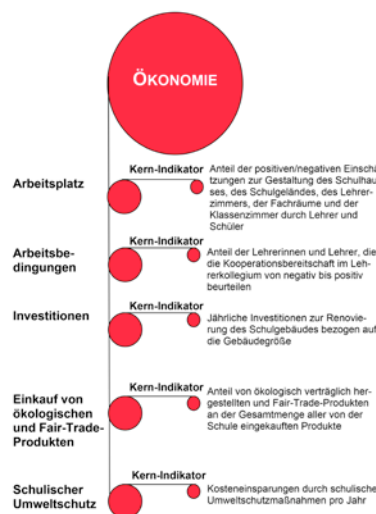 ÖKONOMIE
Arbeitsplatz
Kern-Indikator
Anteil der positiven/negativen Einschä
tzungen zur Gestaltung des Schulhau-
ses, des Schulgeländes, des Lehrer-
zimmers, der Fachräume und der
Klassenzimmer durch Lehrer und
Schüler
Arbeitsbe-
dingungen
Kern-Indikator
Anteil der Lehrerinnen und Lehrer, die
die Kooperationsbereitschaft im Leh-
rerkollegium von negativ bis positiv
beurteilen
Investitionen
Kern-Indikator
Jährliche Investitionen zur Renovie-
rung des Schulgebäudes bezogen auf
die Gebäudegröße
Einkauf von
ökologischen
und Fair-Trade-
Produkten
Kern-Indikator
Anteil von ökologisch verträglich her-
gestellten und Fair-Trade-Produkten
an der Gesamtmenge aller von der
Schule eingekauften Produkte
Schulischer
Umweltschutz
Kern-Indikator
Kosteneinsparungen durch schulische
Umweltschutzmaßnahmen pro Jahr